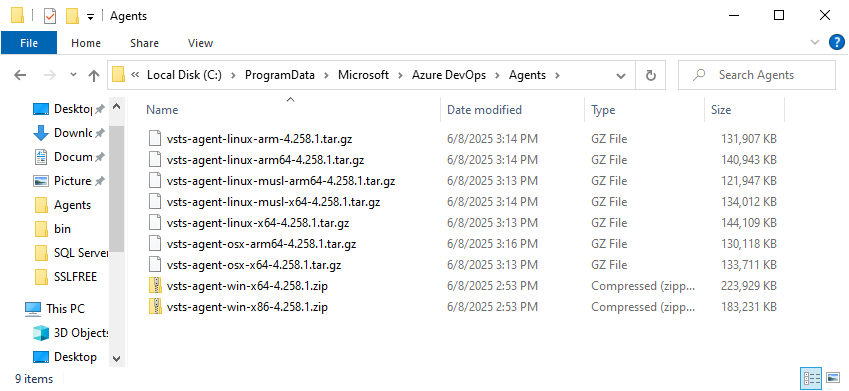 Agents
File Home Share View
Local Disk (C:) ProgramData Microsoft Azure DevOps Agents Search Agents
Name Date modified Type Size
Desktop
Downlo
Docum
Picture
Agents
bin
SQL Server
SSLFREE
This PC
3D Objects
Desktop
vsts-agent-linux-arm-4.258.1.tar.gz 6/8/2025 3:14 PM GZ File 131,907 KB
vsts-agent-linux-arm64-4.258.1.tar.gz 6/8/2025 3:14 PM GZ File 140,943 KB
vsts-agent-linux-musl-arm64-4.258.1.tar.gz 6/8/2025 3:13 PM GZ File 121,947 KB
vsts-agent-linux-musl-x64-4.258.1.tar.gz 6/8/2025 3:14 PM GZ File 134,012 KB
vsts-agent-linux-x64-4.258.1.tar.gz 6/8/2025 3:13 PM GZ File 144,109 KB
vsts-agent-osx-arm64-4.258.1.tar.gz 6/8/2025 3:16 PM GZ File 130,118 KB
vsts-agent-osx-x64-4.258.1.tar.gz 6/8/2025 3:13 PM GZ File 133,711 KB
vsts-agent-win-x64-4.258.1.zip 6/8/2025 2:53 PM Compressed (zipp... 223,929 KB
vsts-agent-win-x86-4.258.1.zip 6/8/2025 2:53 PM Compressed (zipp... 183,231 KB
9 items